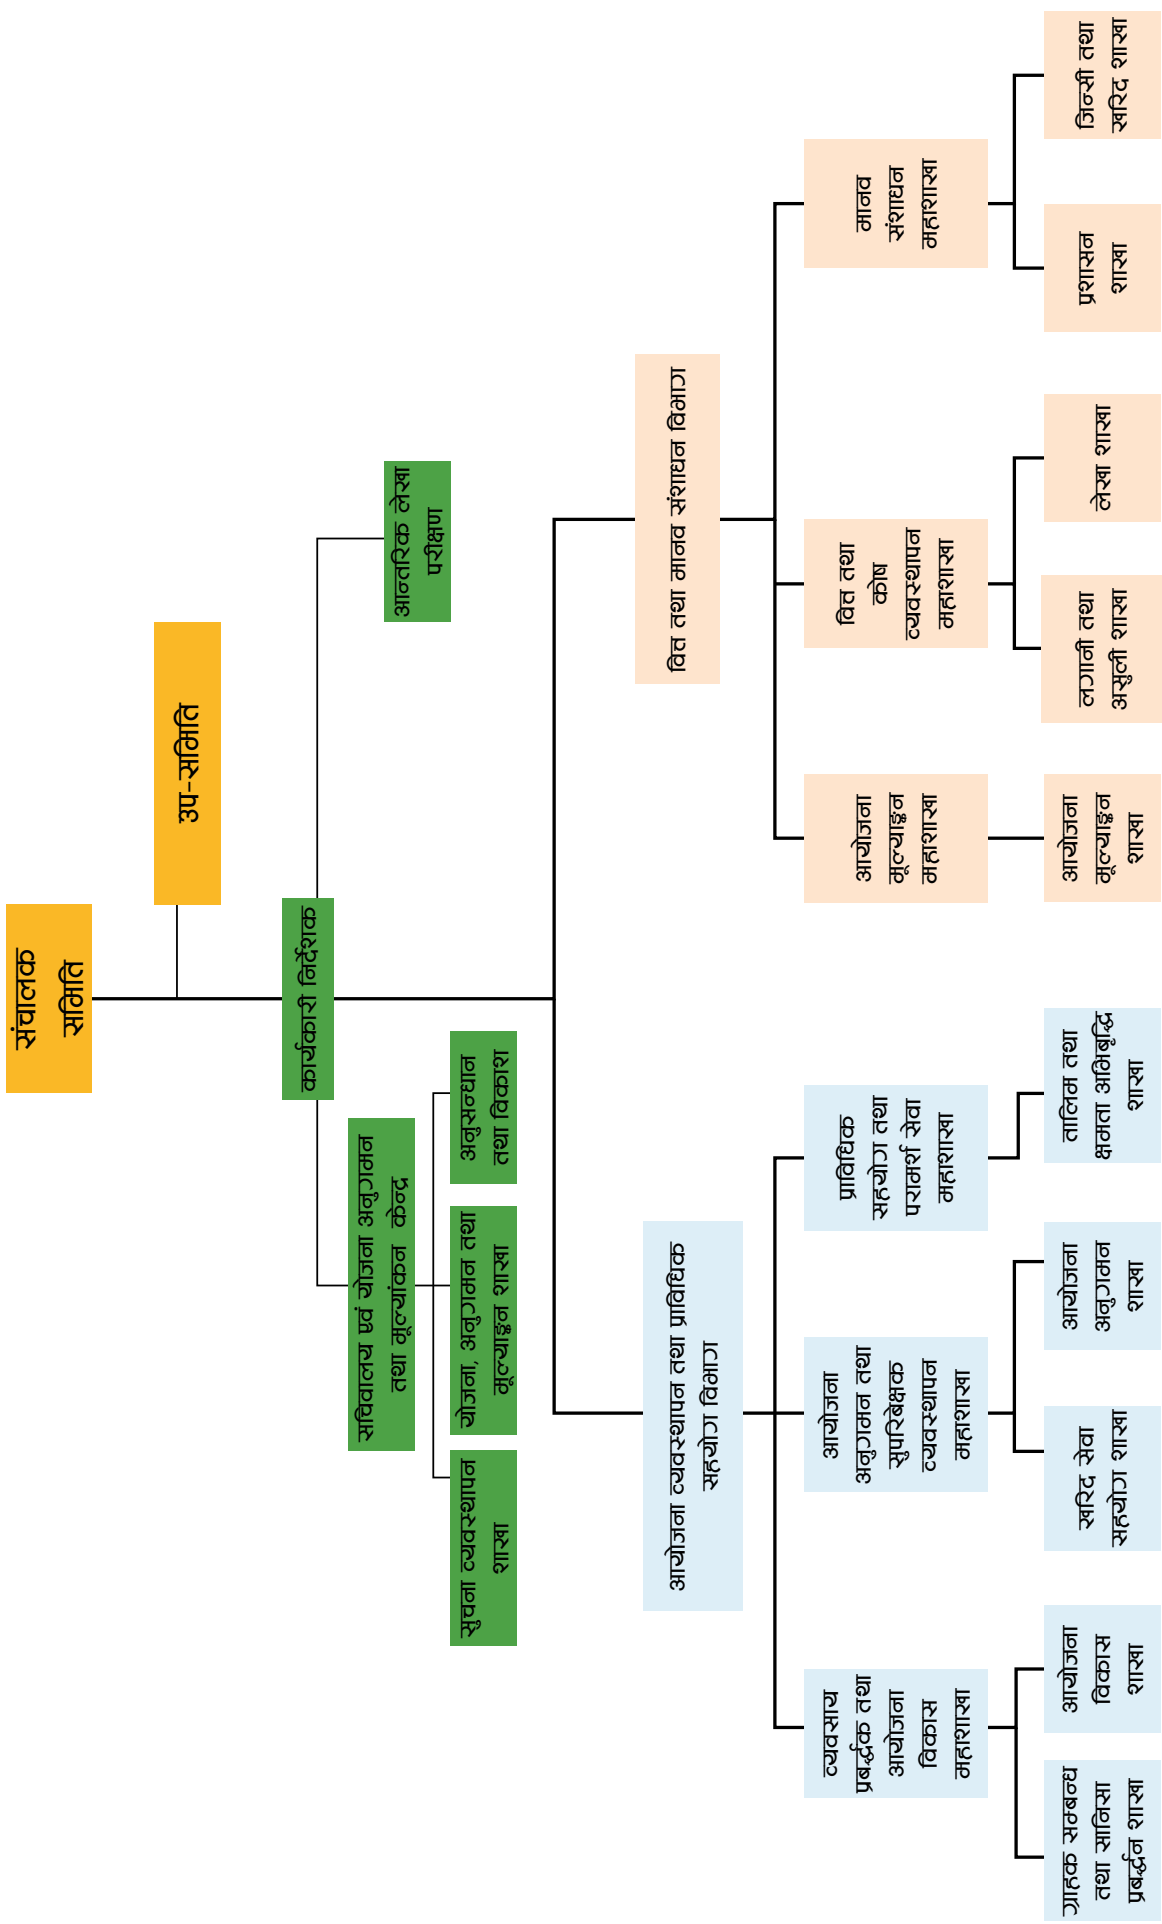 संचालक
समिति
उप-समिति
कार्यकारी निर्देशक
आन्तरिक लेखा
परीक्षण
सचिवालय एवं योजना अनुगमन
तथा मूल्यांकन केन्द्र
सुचना व्यवस्थापन
शाखा
योजना, अनुगमन तथा
मूल्याङ्कन शाखा
अनुसन्धान
तथा विकाश
आयोजना व्यवस्थापन तथा प्राविधिक
सहयोग विभाग
वित्त तथा मानव संशाधन विभाग
व्यवसाय
प्रबर्द्धक तथा
आयोजना
विकास
महाशाखा
आयोजना
अनुगमन तथा
सुपरिबेक्षक
व्यवस्थापन
महाशाखा
प्राविधिक
सहयोग तथा
परामर्श सेवा
महाशाखा
आयोजना
मूल्याङ्कन
महाशाखा
वित्त तथा
कोष
व्यवस्थापन
महाशाखा
मानव
संशाधन
महाशाखा
ग्राहक सम्बन्ध
तथा सानिसा
प्रबर्द्धन शाखा
आयोजना
विकास
शाखा
खरिद सेवा
सहयोग शाखा
आयोजना
अनुगमन
शाखा
तालिम तथा
क्षमता अभिबृद्धि
शाखा
आयोजना
मूल्याङ्कन
शाखा
लगानी तथा
असुली शाखा
लेखा शाखा
प्रशासन
शाखा
जिन्सी तथा
खरिद शाखा